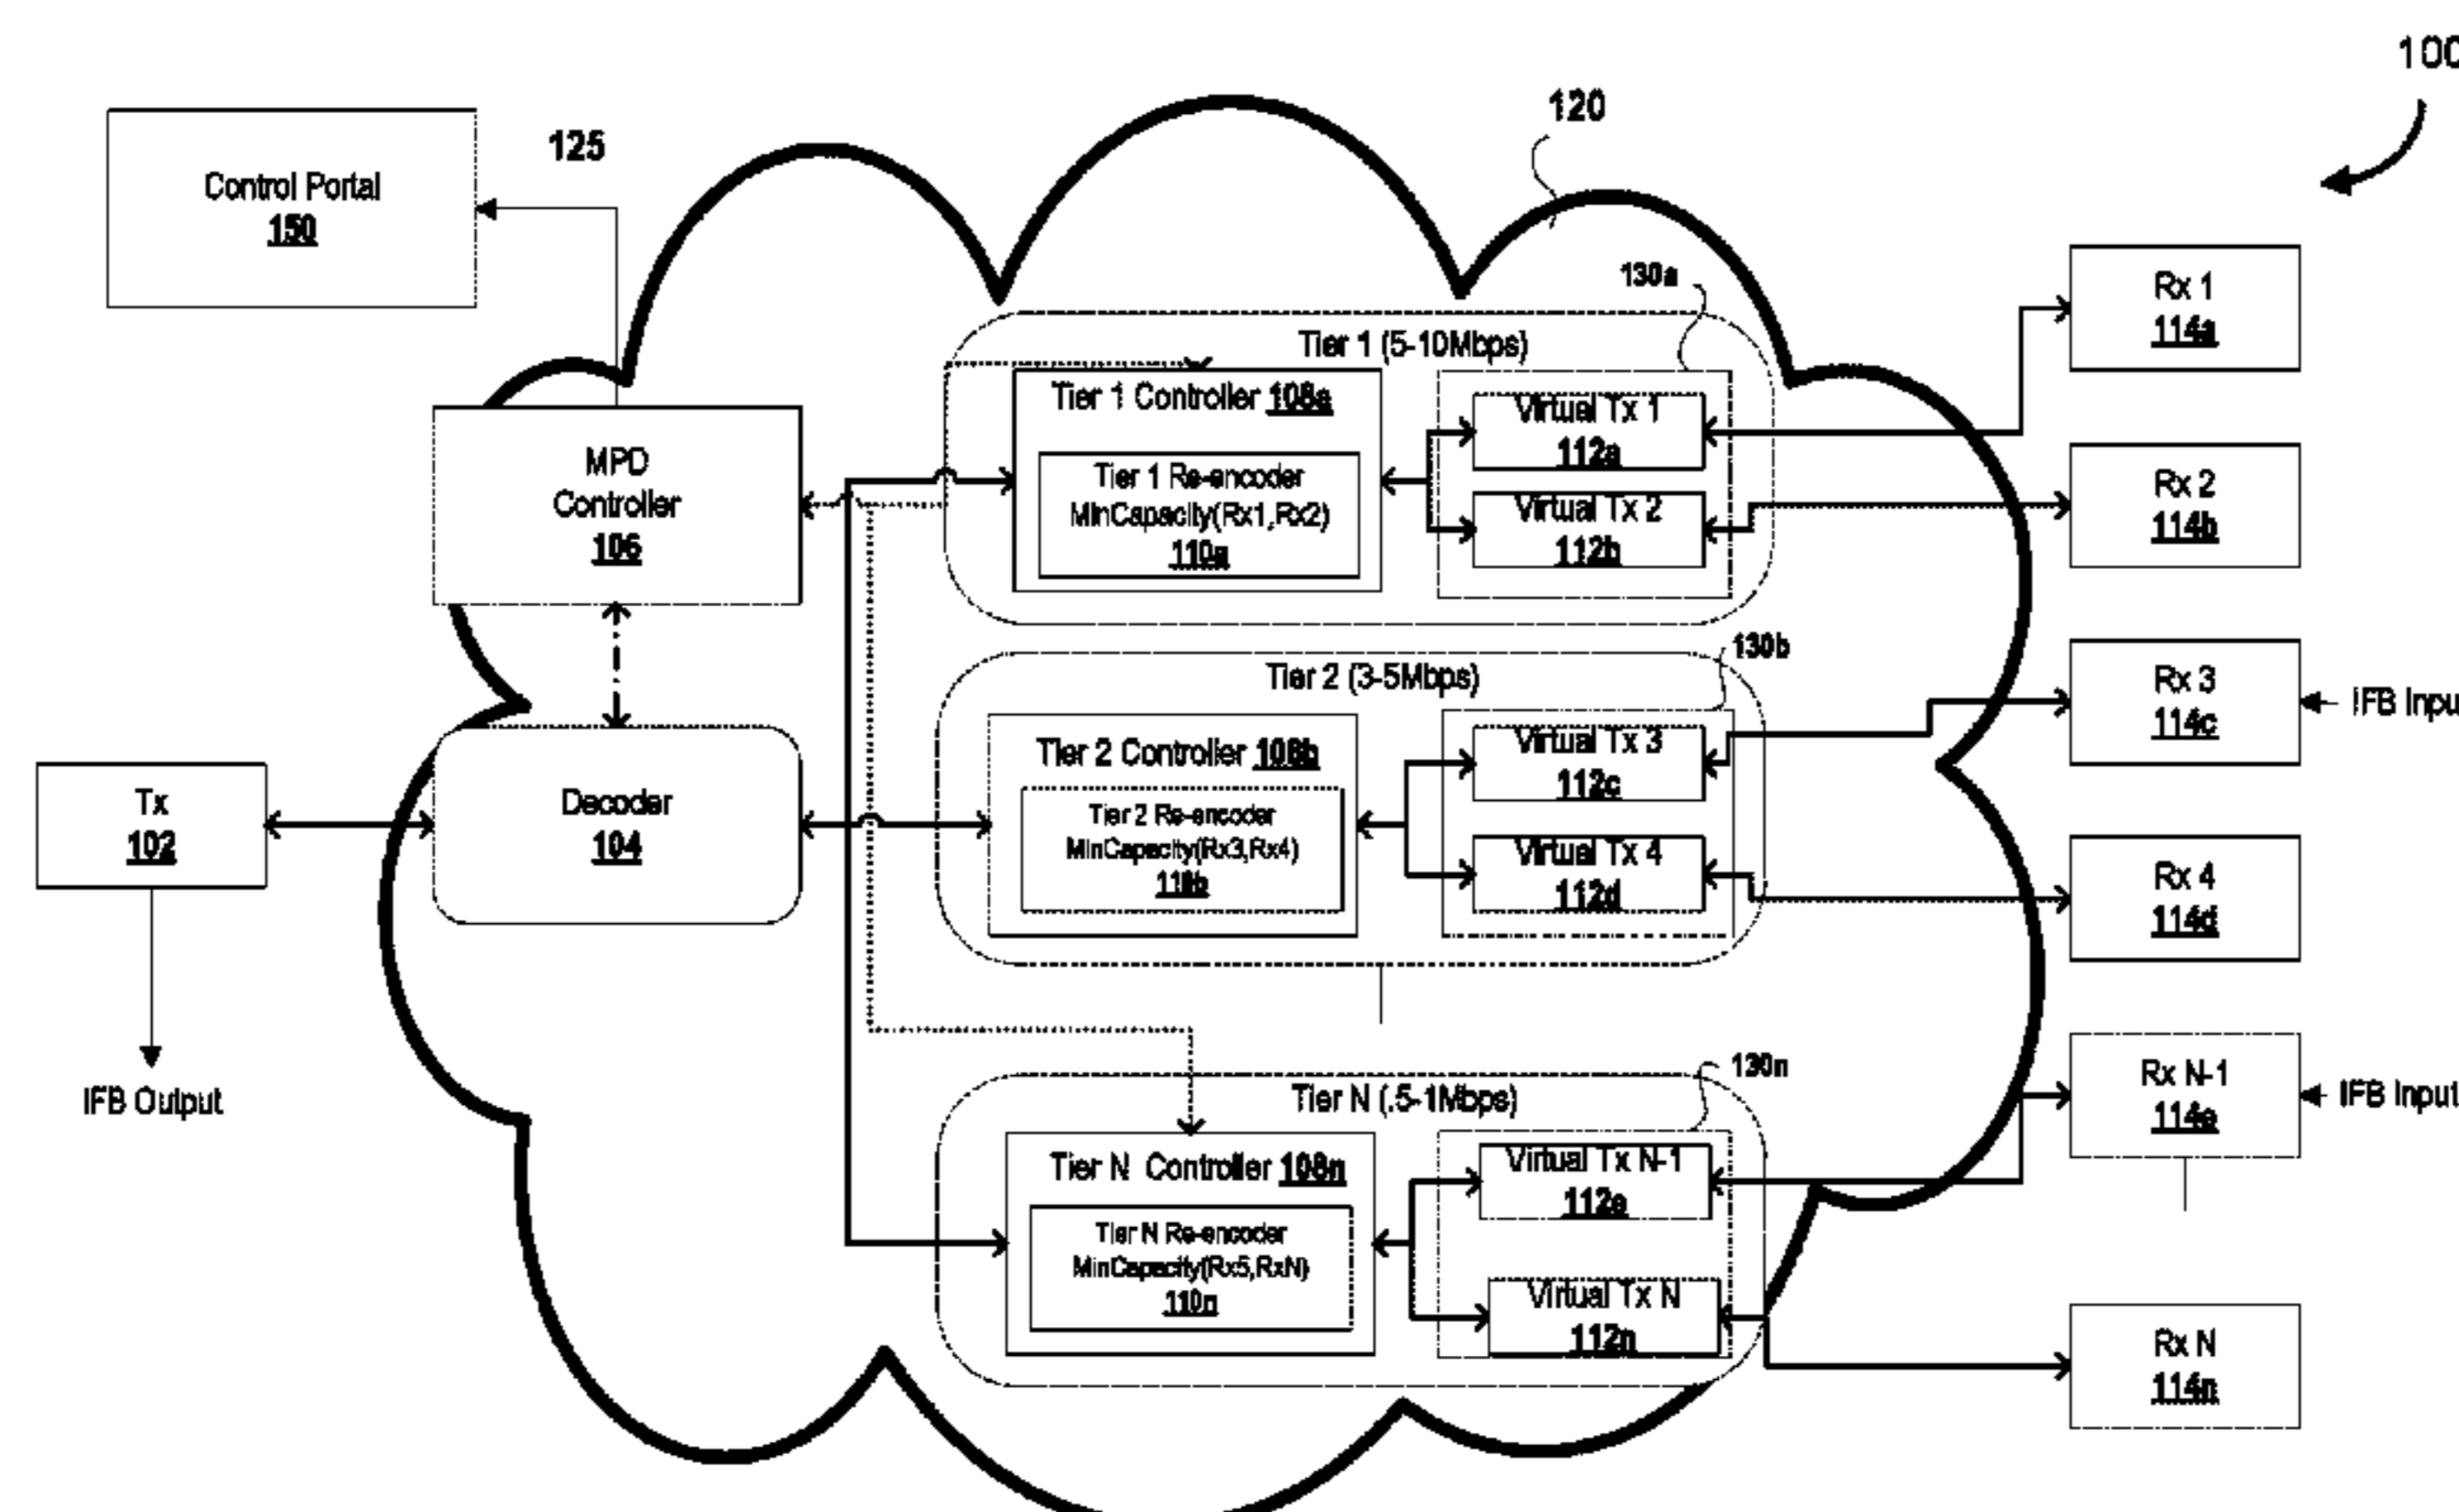 100
120
125
Control Portal
150
130a
Rx 1
114a
Tier 1 (5-10Mbps)
Tier 1 Controller 108a
Virtual Tx 1
112a
MPD
Controller
106
Tier 1 Re-encoder
MinCapacity(Rx1,Rx2)
110a
Virtual Tx 2
112b
Rx 2
114b
130b
Tier 2 (3-5Mbps)
Rx 3
114c
IFB Inpu
Tier 2 Controller 108b
Virtual Tx 3
112c
Tx
102
Decoder
104
Tier 2 Re-encoder
MinCapacity(Rx3,Rx4)
110b
Virtual Tx 4
112d
Rx 4
114d
IFB Output
130n
Tier N (.5-1Mbps)
Rx N-1
114e
IFB Input
Tier N Controller 108n
Virtual Tx N-1
112e
Tier N Re-encoder
MinCapacity(Rx5,RxN)
110n
Virtual Tx N
112n
Rx N
114n